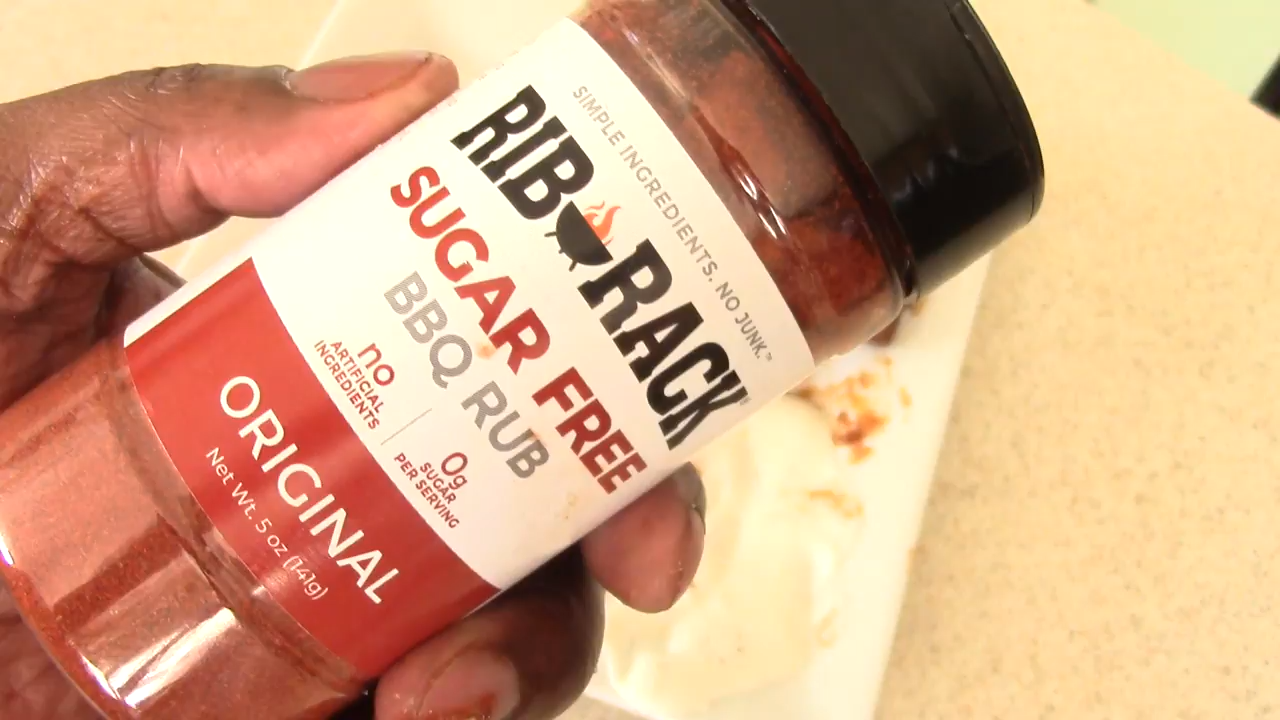 SIMPLE INGREDIENTS. NO JUNK.™
RIB RACK®
SUGAR FREE
BBQ RUB
no
ARTIFICIAL
INGREDIENTS
0g
SUGAR
PER SERVING
ORIGINAL
Net Wt. 5 oz (141g)